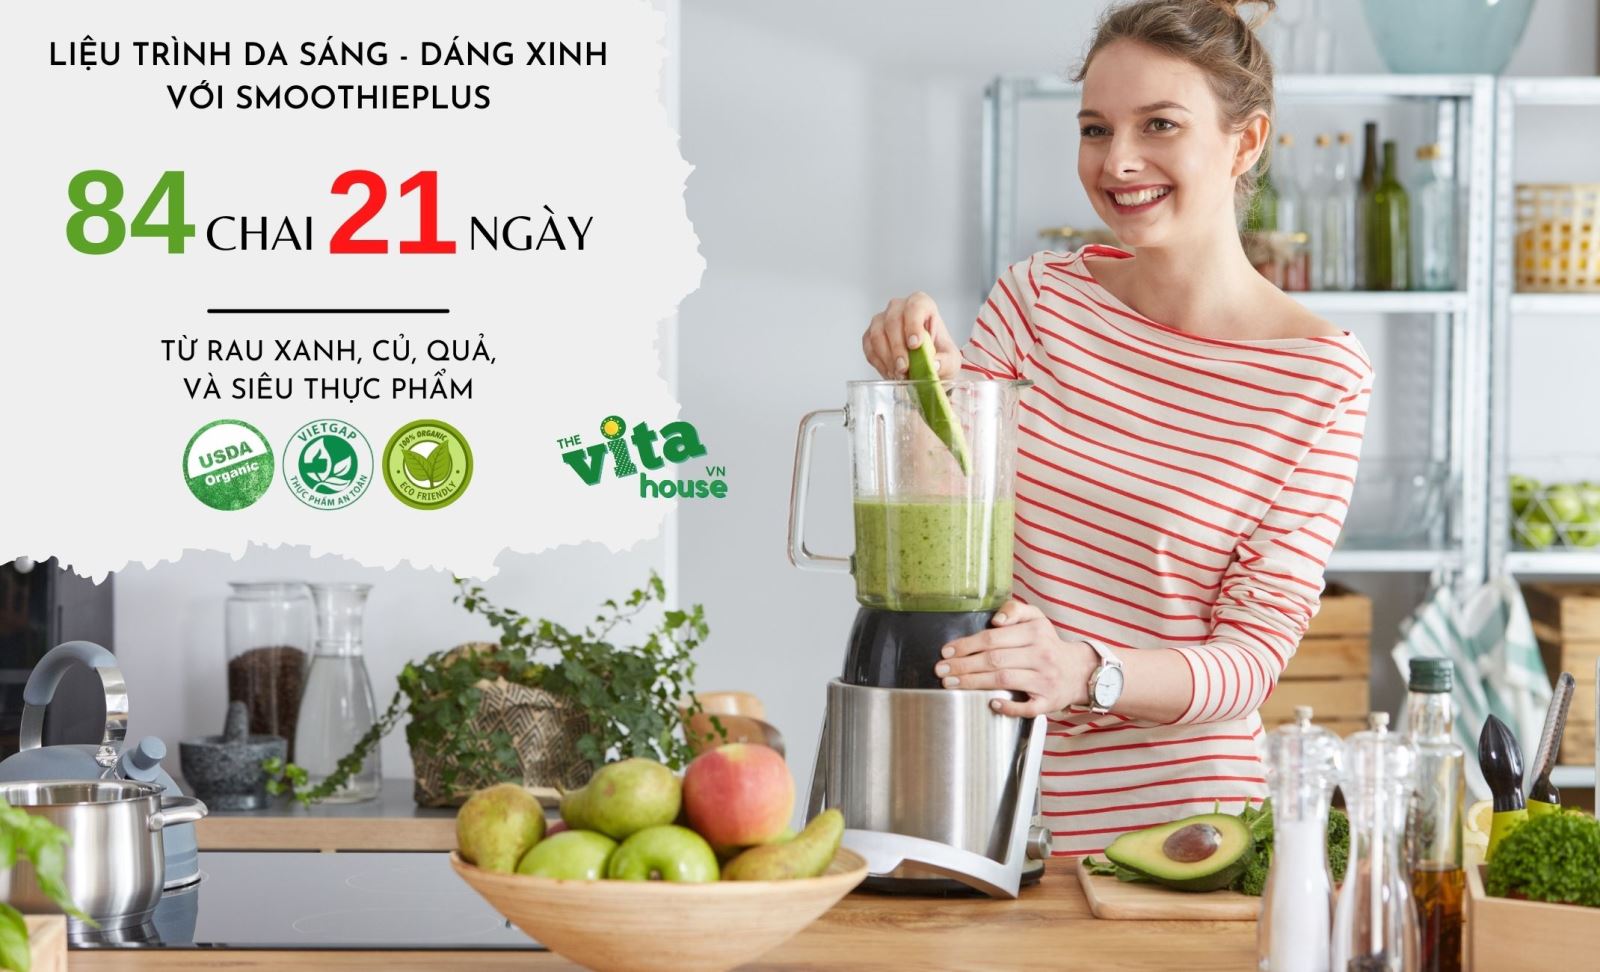 LIỆU TRÌNH DA SÁNG - DÁNG XINH
VỚI SMOOTHIEPLUS
84 CHAI 21 NGÀY
TỪ RAU XANH, CỦ, QUẢ,
VÀ SIÊU THỰC PHẨM
USDA
Organic
VIETGAP
THỰC PHẨM AN TOÀN
100% ORGANIC
ECO FRIENDLY
THE
vita
VN
house